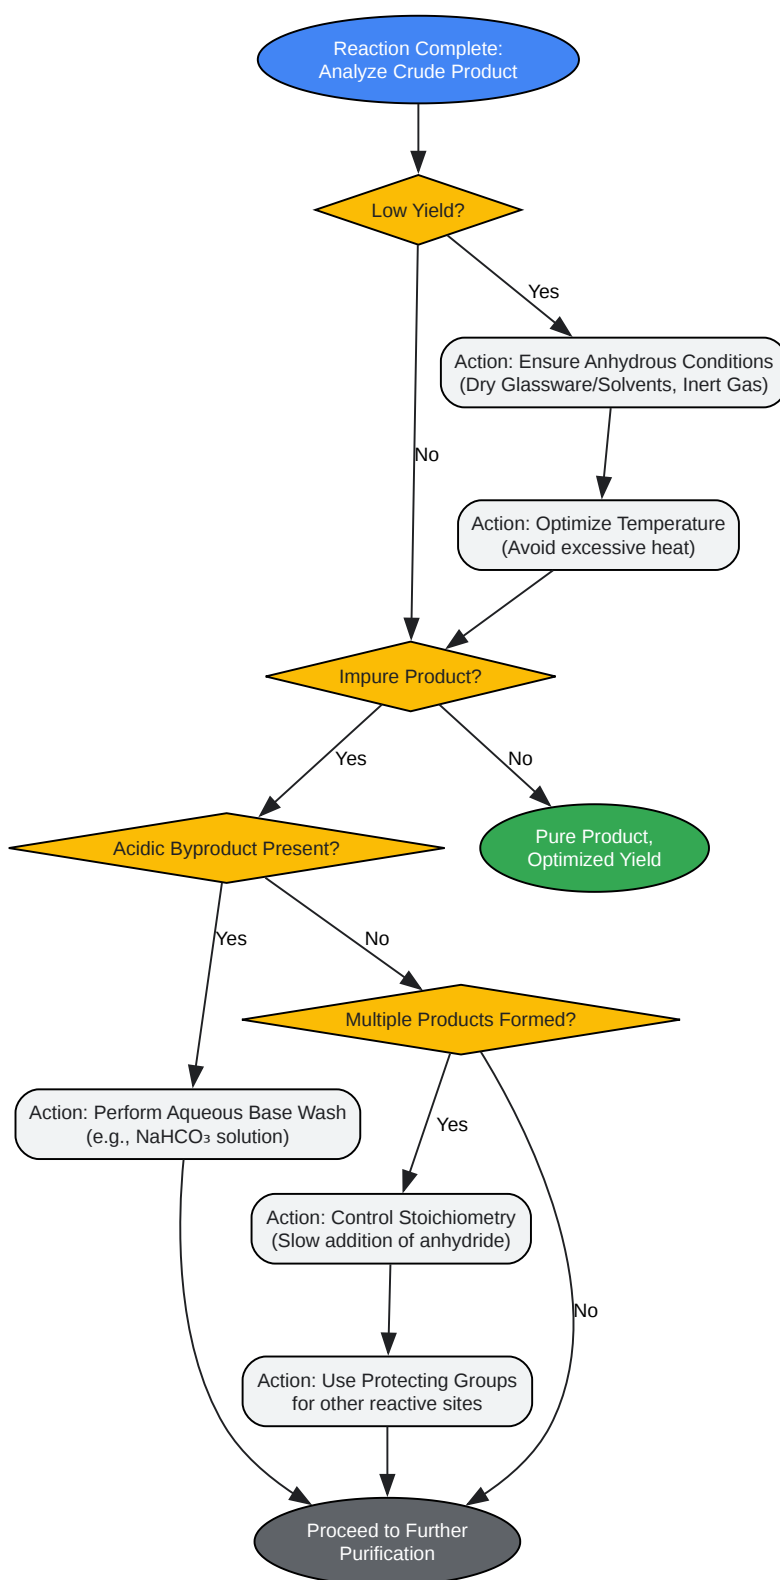 Reaction Complete:
Analyze Crude Product
Low Yield?
Yes
Action: Ensure Anhydrous Conditions
(Dry Glassware/Solvents, Inert Gas)
No
Action: Optimize Temperature
(Avoid excessive heat)
Impure Product?
Yes
No
Acidic Byproduct Present?
Pure Product,
Optimized Yield
Yes
No
Multiple Products Formed?
Action: Perform Aqueous Base Wash
(e.g., NaHCO₃ solution)
Yes
Action: Control Stoichiometry
(Slow addition of anhydride)
No
Action: Use Protecting Groups
for other reactive sites
Proceed to Further
Purification